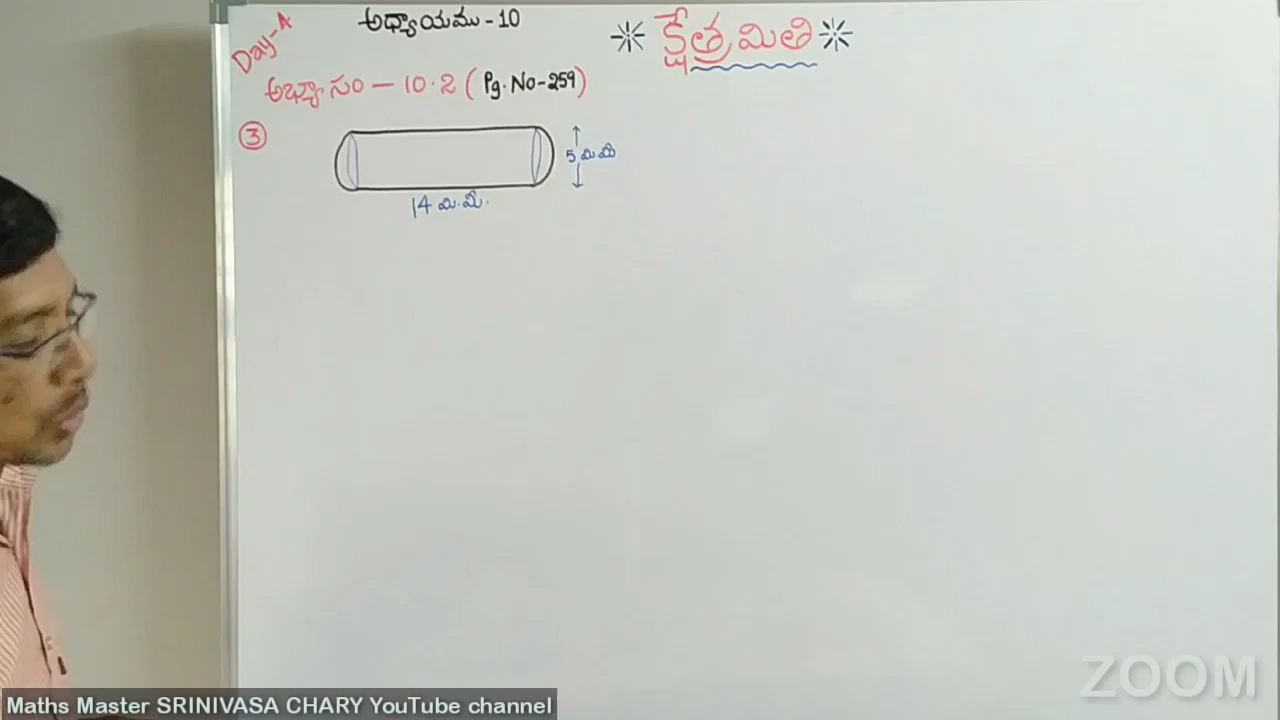 Day-4
అధ్యాయము - 10
క్షేత్రమితి
అభ్యాసం - 10.2 ( Pg. No-259 )
3
5 మి మీ
14 మి.మీ.
ZOOM
Maths Master SRINIVASA CHARY YouTube channel